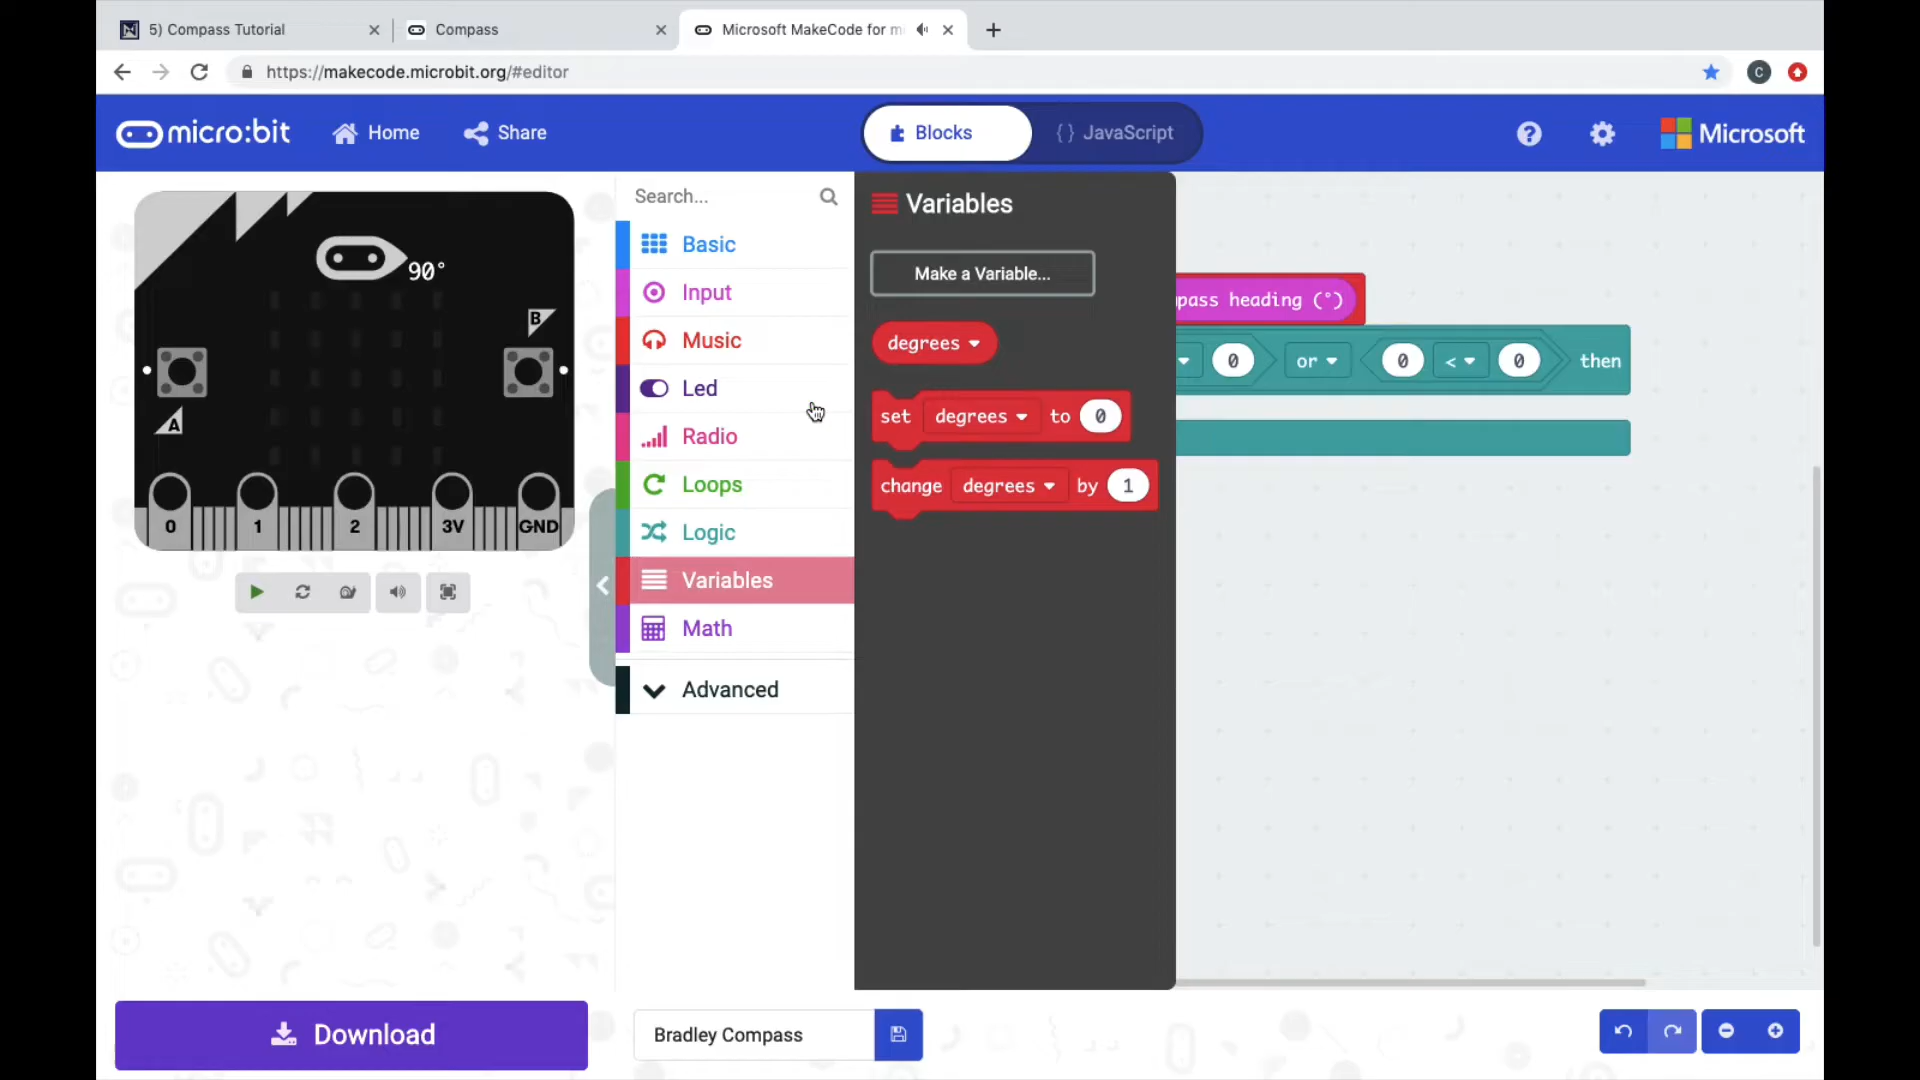 5) Compass Tutorial
Compass
Microsoft MakeCode for mi
https://makecode.microbit.org/#editor
C
micro:bit
Home
Share
Blocks
{} JavaScript
?
Microsoft
90°
B
A
0 1 2 3V GND
Search...
Basic
Input
Music
Led
Radio
Loops
Logic
Variables
Math
Advanced
Variables
Make a Variable...
degrees
set degrees to 0
change degrees by 1
pass heading (°)
0 or 0 < 0 then
Download
Bradley Compass